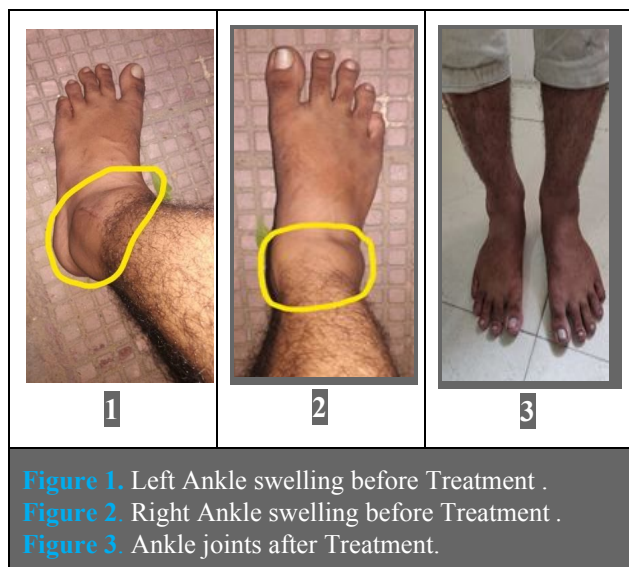 1
2
3
Figure 1. Left Ankle swelling before Treatment .
Figure 2. Right Ankle swelling before Treatment .
Figure 3. Ankle joints after Treatment.